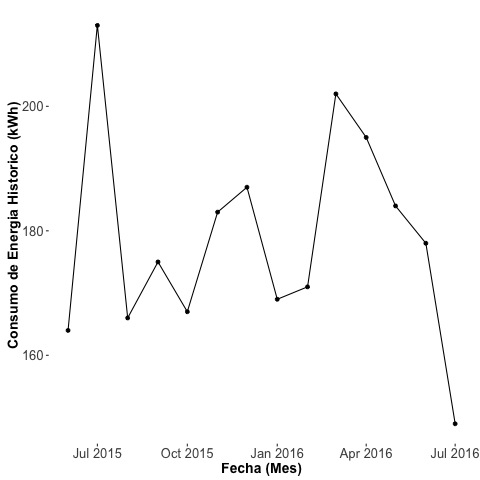 Consumo de Energia Historico (kWh)
200
180
160
Jul 2015 Oct 2015 Jan 2016 Apr 2016 Jul 2016
Fecha (Mes)